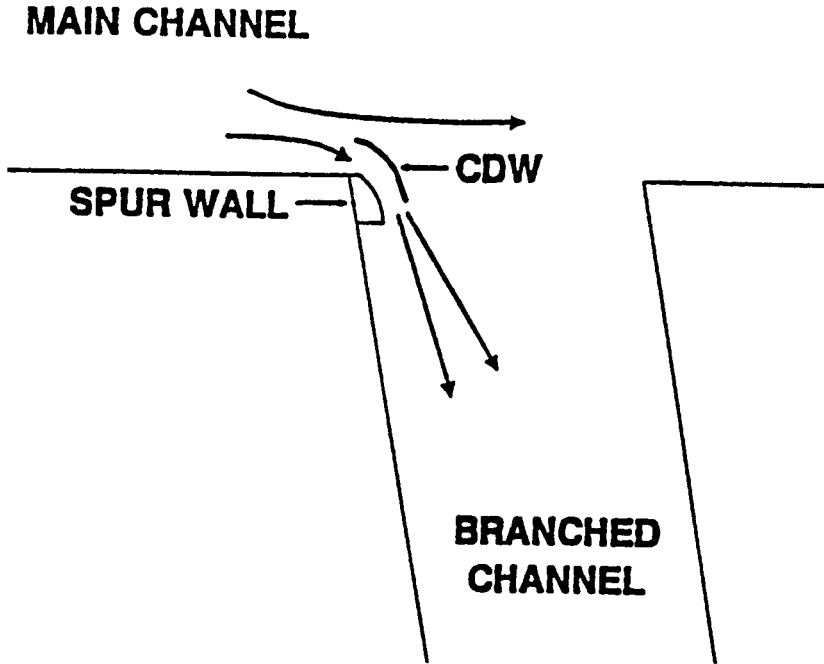 MAIN CHANNEL
CDW
SPUR WALL
BRANCHED
CHANNEL